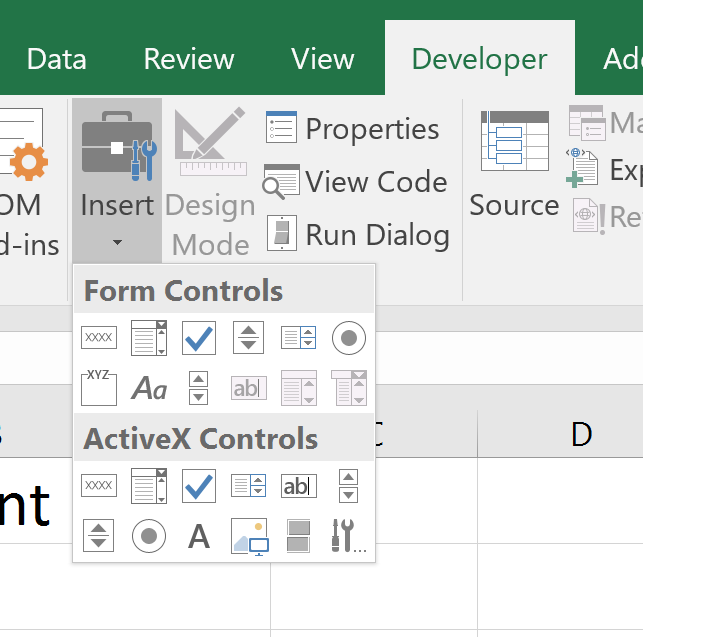 Data Review View Developer
Properties
View Code
Run Dialog
Insert
Design
Mode
Source
Form Controls
XXXX
XYZ
Aa
ab
ActiveX Controls
XXXX
ab
A
C D